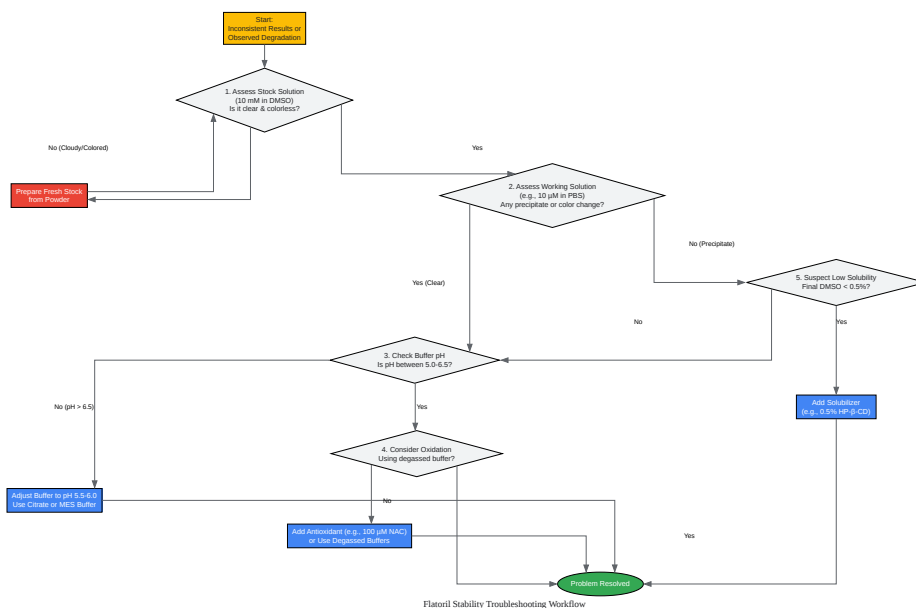 Start:
Inconsistent Results or
Observed Degradation
1. Assess Stock Solution
(10 mM in DMSO)
Is it clear & colorless?
No (Cloudy/Colored)
Yes
Prepare Fresh Stock
from Powder
2. Assess Working Solution
(e.g., 10 µM in PBS)
Any precipitate or color change?
No (Precipitate)
Yes (Clear)
5. Suspect Low Solubility
Final DMSO < 0.5%?
No
Yes
3. Check Buffer pH
Is pH between 5.0-6.5?
No (pH > 6.5)
Yes
Add Solubilizer
(e.g., 0.5% HP-β-CD)
4. Consider Oxidation
Using degassed buffer?
Adjust Buffer to pH 5.5-6.0
Use Citrate or MES Buffer
No
Add Antioxidant (e.g., 100 µM NAC)
or Use Degassed Buffers
Yes
Problem Resolved
Flatoril Stability Troubleshooting Workflow